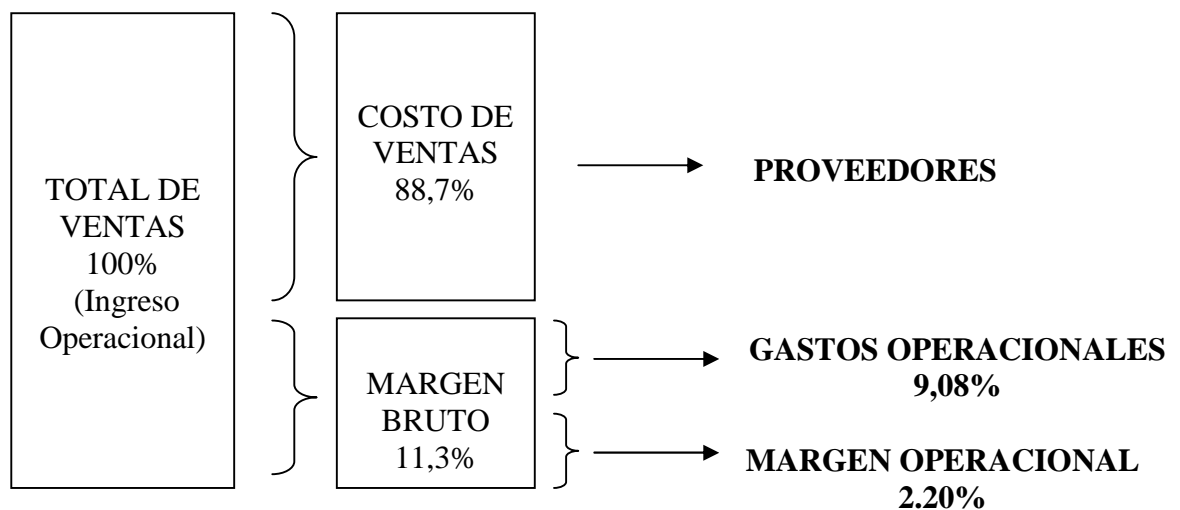 TOTAL DE
VENTAS
100%
(Ingreso
Operacional)
COSTO DE
VENTAS
88,7%
PROVEEDORES
MARGEN
BRUTO
11,3%
GASTOS OPERACIONALES
9,08%
MARGEN OPERACIONAL
2.20%